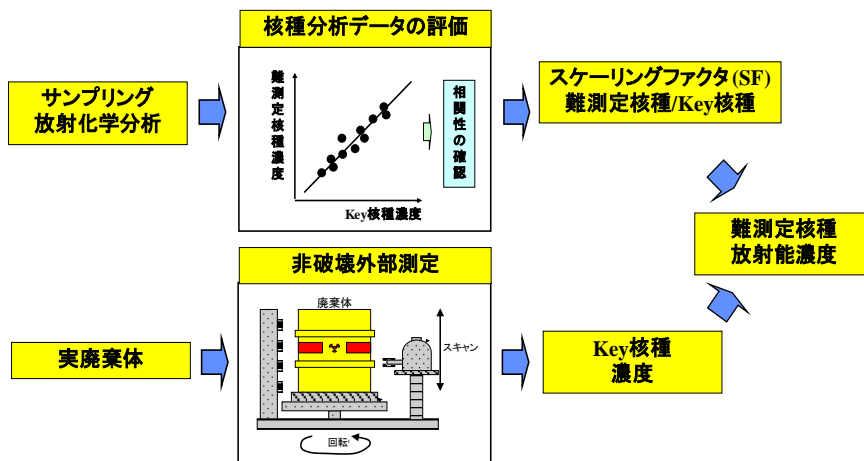 核種分析データの評価
サンプリング
放射化学分析
難測定核種濃度
Key核種濃度
相関性の確認
スケーリングファクタ(SF)
難測定核種/Key核種
難測定核種
放射能濃度
非破壊外部測定
廃棄体
スキャン
回転
実廃棄体
Key核種
濃度